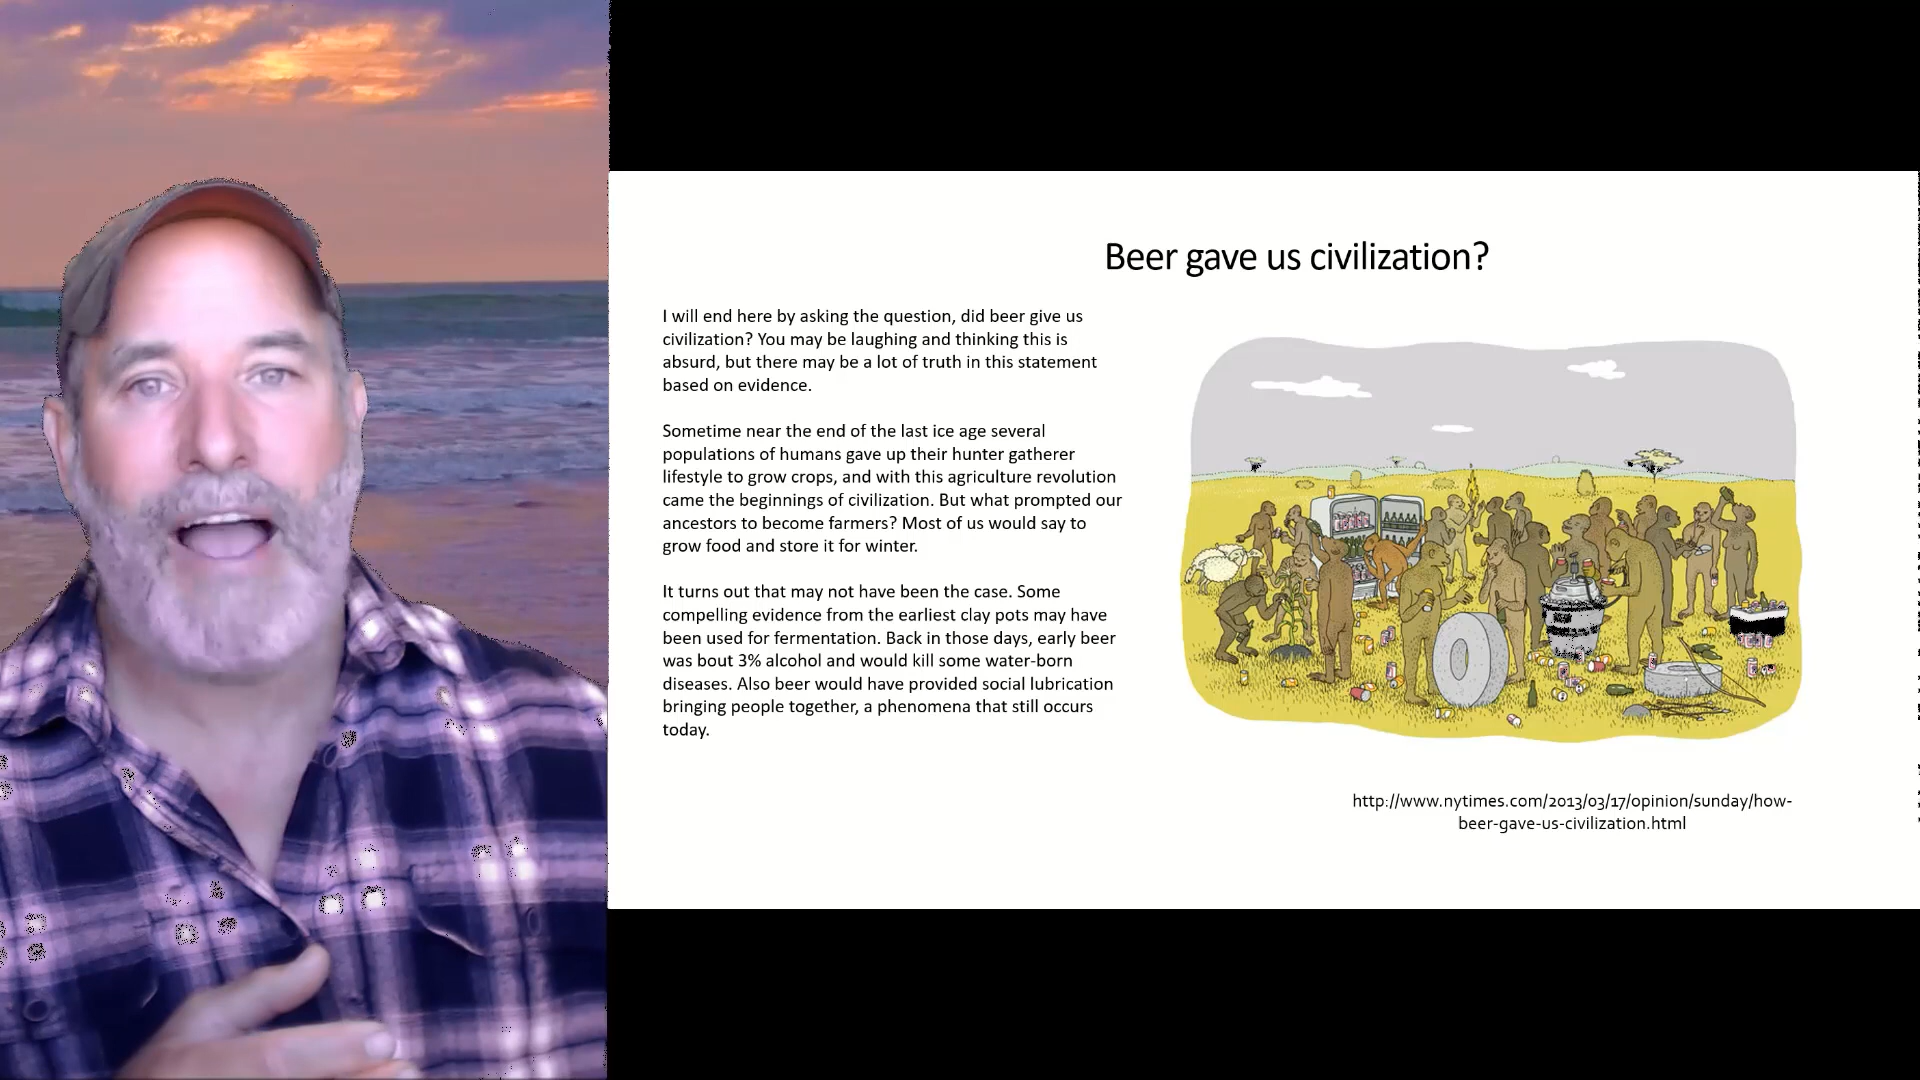 Beer gave us civilization?
I will end here by asking the question, did beer give us
civilization? You may be laughing and thinking this is
absurd, but there may be a lot of truth in this statement
based on evidence.
Sometime near the end of the last ice age several
populations of humans gave up their hunter gatherer
lifestyle to grow crops, and with this agriculture revolution
came the beginnings of civilization. But what prompted our
ancestors to become farmers? Most of us would say to
grow food and store it for winter.
It turns out that may not have been the case. Some
compelling evidence from the earliest clay pots may have
been used for fermentation. Back in those days, early beer
was bout 3% alcohol and would kill some water-born
diseases. Also beer would have provided social lubrication
bringing people together, a phenomena that still occurs
today.
http://www.nytimes.com/2013/03/17/opinion/sunday/how-
beer-gave-us-civilization.html